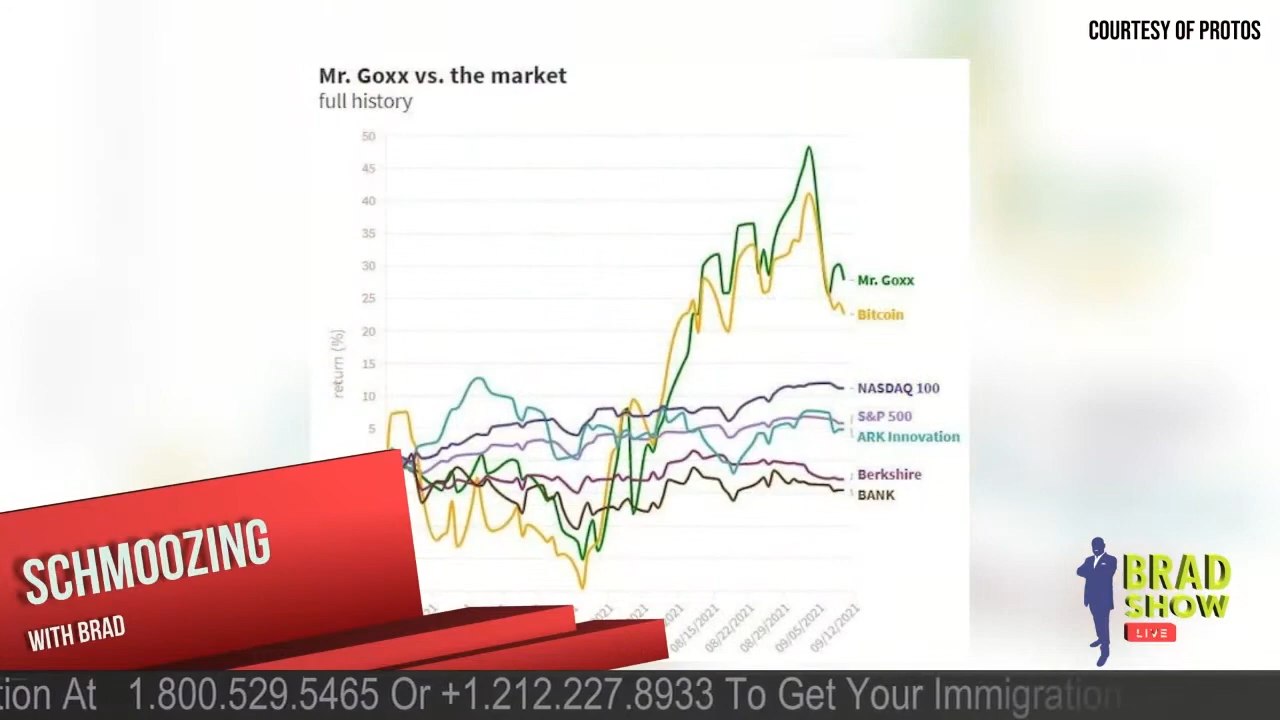 COURTESY OF PROTOS
Mr. Goxx vs. the market
full history
50
45
40
35
30
25
20
15
10
5
return (%)
Mr. Goxx
Bitcoin
NASDAQ 100
S&P 500
ARK Innovation
Berkshire
BANK
08/15/2021
08/22/2021
08/29/2021
09/05/2021
09/12/2021
SCHMOOZING
WITH BRAD
BRAD
SHOW
LIVE
tion At 1.800.529.5465 Or +1.212.227.8933 To Get Your Immigration